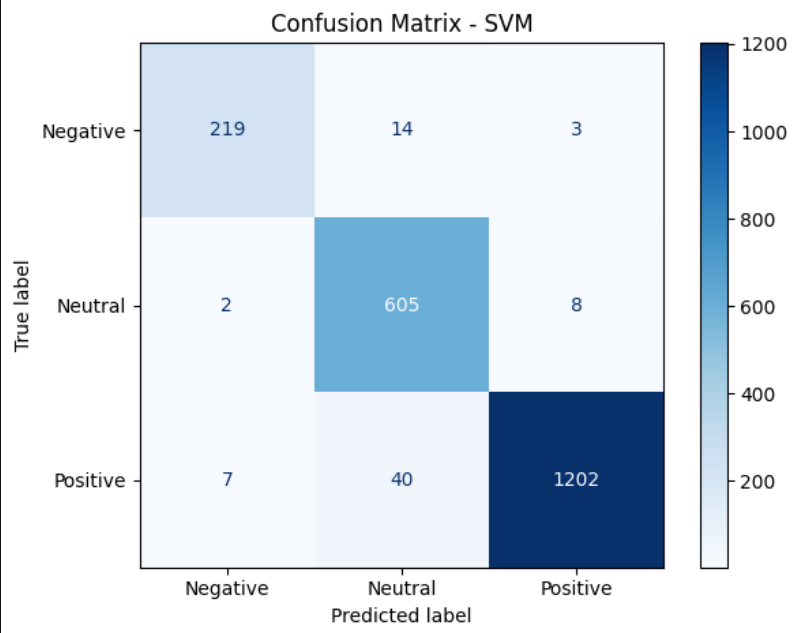 Confusion Matrix - SVM
Negative 219 14 3
Neutral 2 605 8
Positive 7 40 1202
Negative Neutral Positive
Predicted label
True label
1200
1000
800
600
400
200